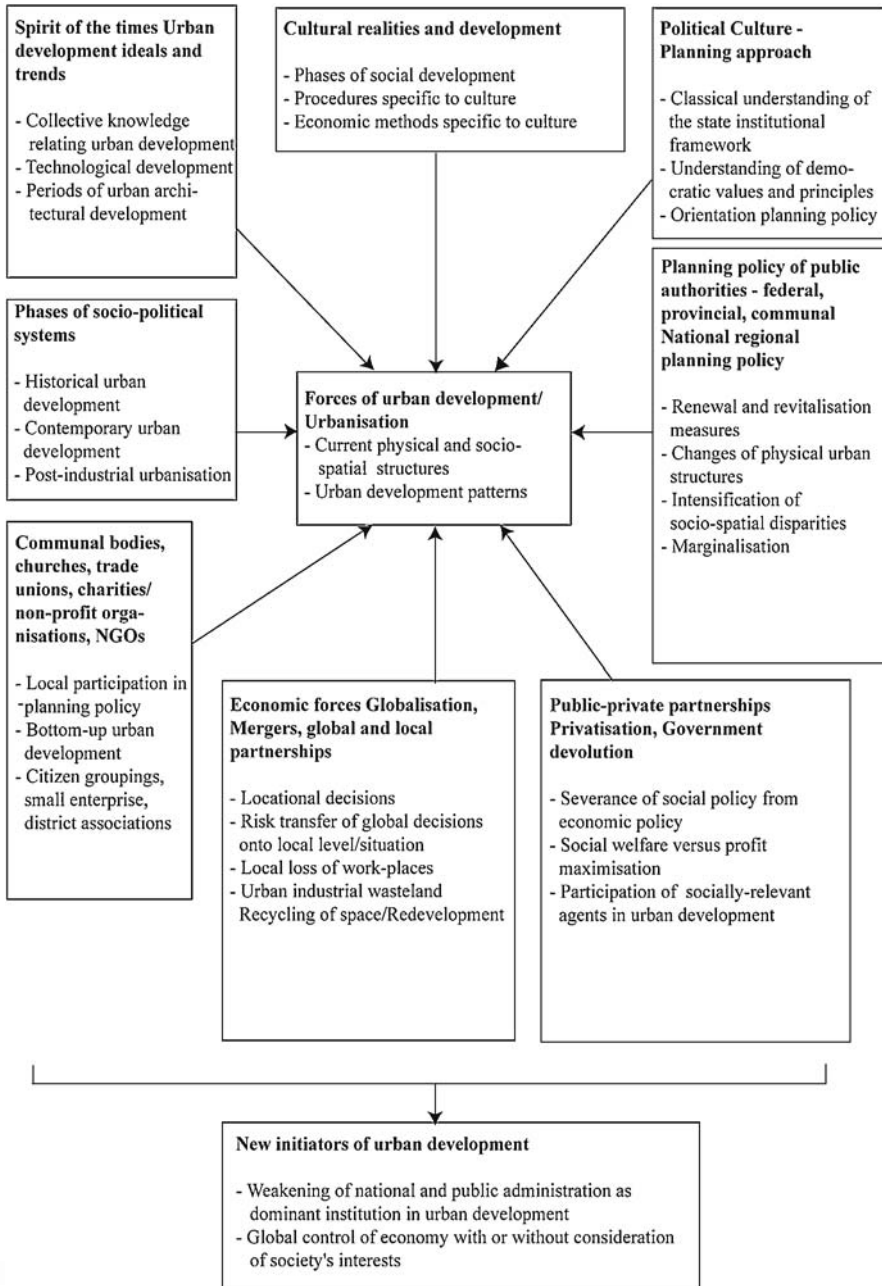 Spirit of the times Urban
development ideals and
trends
- Collective knowledge
relating urban development
- Technological development
- Periods of urban archi-
tectural development
Cultural realities and development
- Phases of social development
- Procedures specific to culture
- Economic methods specific to culture
Political Culture -
Planning approach
- Classical understanding of
the state institutional
framework
- Understanding of demo-
cratic values and principles
- Orientation planning policy
Phases of socio-political
systems
- Historical urban
development
- Contemporary urban
development
- Post-industrial urbanisation
Forces of urban development/
Urbanisation
- Current physical and socio-
spatial structures
- Urban development patterns
Planning policy of public
authorities - federal,
provincial, communal
National regional
planning policy
- Renewal and revitalisation
measures
- Changes of physical urban
structures
- Intensification of
socio-spatial disparities
- Marginalisation
Communal bodies,
churches, trade
unions, charities/
non-profit orga-
nisations, NGOs
- Local participation in
planning policy
- Bottom-up urban
development
- Citizen groupings,
small enterprise,
district associations
Economic forces Globalisation,
Mergers, global and local
partnerships
- Locational decisions
- Risk transfer of global decisions
onto local level/situation
- Local loss of work-places
- Urban industrial wasteland
Recycling of space/Redevelopment
Public-private partnerships
Privatisation, Government
devolution
- Severance of social policy from
economic policy
- Social welfare versus profit
maximisation
- Participation of socially-relevant
agents in urban development
New initiators of urban development
- Weakening of national and public administration as
dominant institution in urban development
- Global control of economy with or without consideration
of society's interests